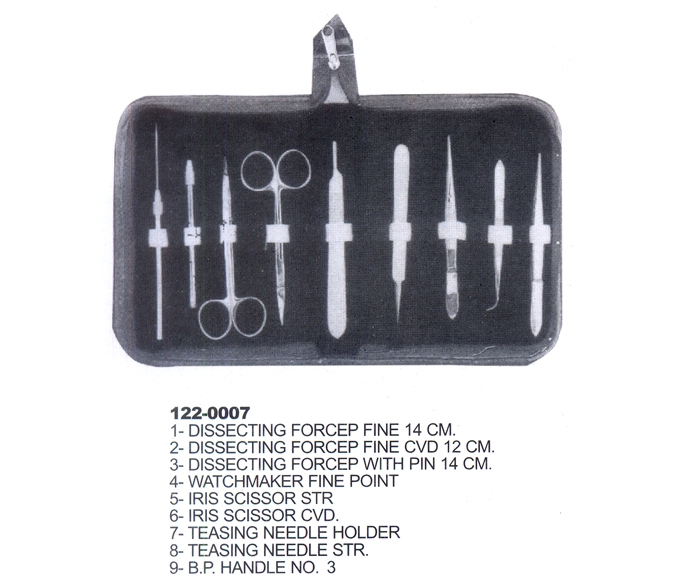 122-0007
1- DISSECTING FORCEP FINE 14 CM.
2- DISSECTING FORCEP FINE CVD 12 CM.
3- DISSECTING FORCEP WITH PIN 14 CM.
4- WATCHMAKER FINE POINT
5- IRIS SCISSOR STR
6- IRIS SCISSOR CVD.
7- TEASING NEEDLE HOLDER
8- TEASING NEEDLE STR.
9- B.P. HANDLE NO. 3